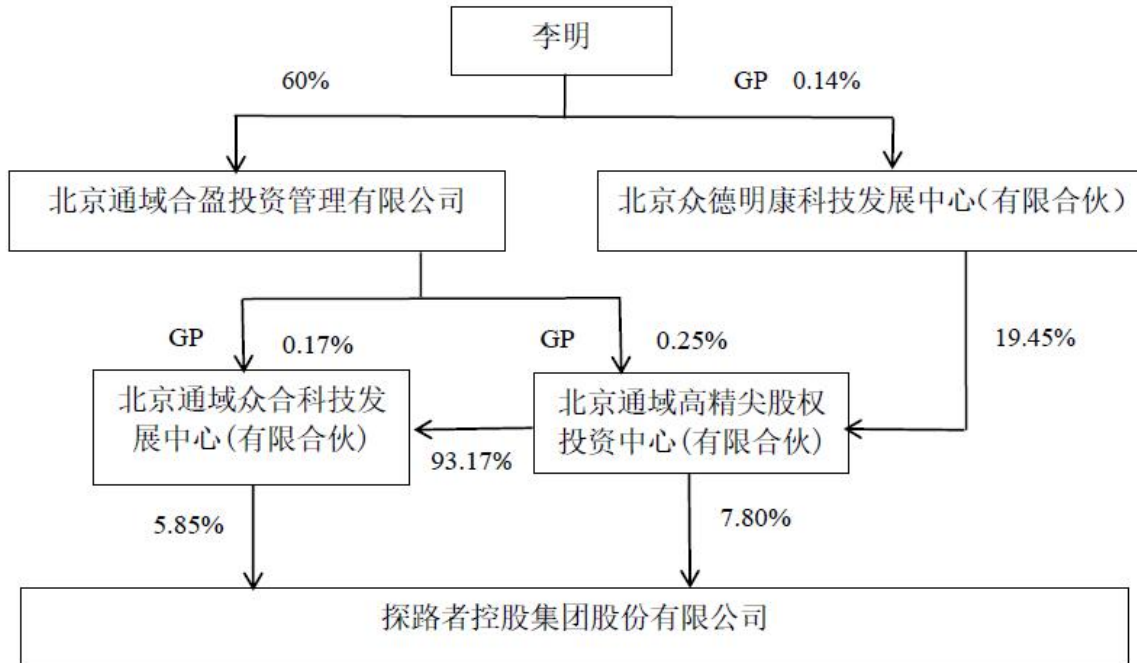 李明
60%
GP 0.14%
北京通域合盈投资管理有限公司
北京众德明康科技发展中心(有限合伙)
GP
0.17%
GP
0.25%
19.45%
北京通域众合科技发
展中心(有限合伙)
93.17%
北京通域高精尖股权
投资中心(有限合伙)
5.85%
7.80%
探路者控股集团股份有限公司